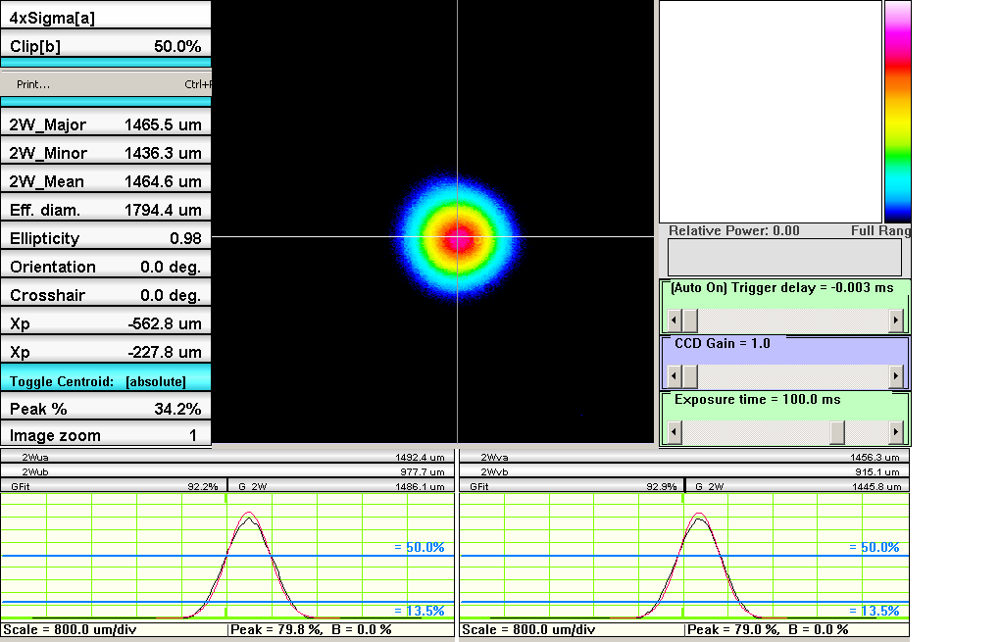 4xSigma[a]
Clip[b] 50.0%
Print... Ctrl+
2W_Major 1465.5 um
2W_Minor 1436.3 um
2W_Mean 1464.6 um
Eff. diam. 1794.4 um
Ellipticity 0.98
Orientation 0.0 deg.
Crosshair 0.0 deg.
Xp -562.8 um
Xp -227.8 um
Toggle Centroid: [absolute]
Peak % 34.2%
Image zoom 1
Relative Power: 0.00 Full Rang
(Auto On) Trigger delay = -0.003 ms
CCD Gain = 1.0
Exposure time = 100.0 ms
2Wua 1492.4 um
2Wub 977.7 um
GFit 92.2% G 2W 1486.1 um
= 50.0%
= 13.5%
Scale = 800.0 um/div Peak = 79.8 %, B = 0.0 %
2Wva 1456.3 um
2Wvb 915.1 um
GFit 92.9% G 2W 1445.8 um
= 50.0%
= 13.5%
Scale = 800.0 um/div Peak = 79.0 %, B = 0.0 %